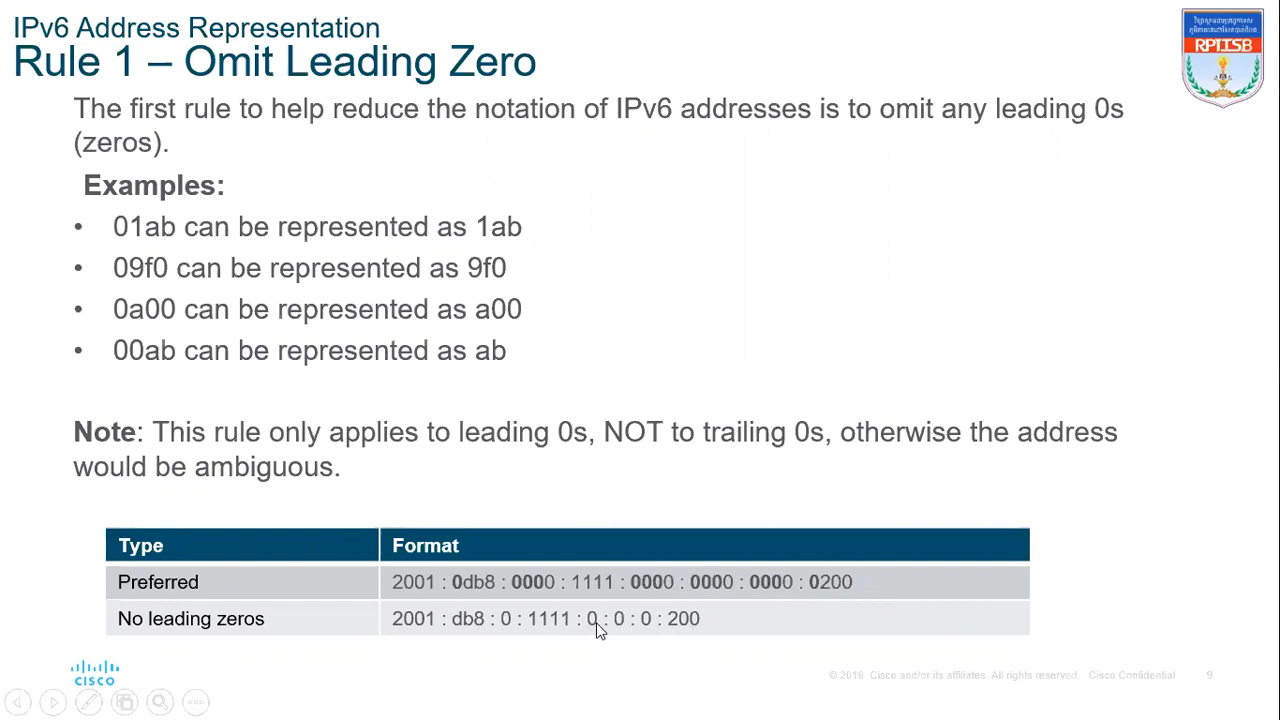 IPv6 Address Representation
Rule 1 – Omit Leading Zero
RPITSB
The first rule to help reduce the notation of IPv6 addresses is to omit any leading 0s
(zeros).
Examples:
• 01ab can be represented as 1ab
• 09f0 can be represented as 9f0
• 0a00 can be represented as a00
• 00ab can be represented as ab
Note: This rule only applies to leading 0s, NOT to trailing 0s, otherwise the address
would be ambiguous.
Type Format
Preferred 2001 : 0db8 : 0000 : 1111 : 0000 : 0000 : 0000 : 0200
No leading zeros 2001 : db8 : 0 : 1111 : 0 : 0 : 0 : 200
CISCO
© 2016 Cisco and/or its affiliates. All rights reserved. Cisco Confidential 9